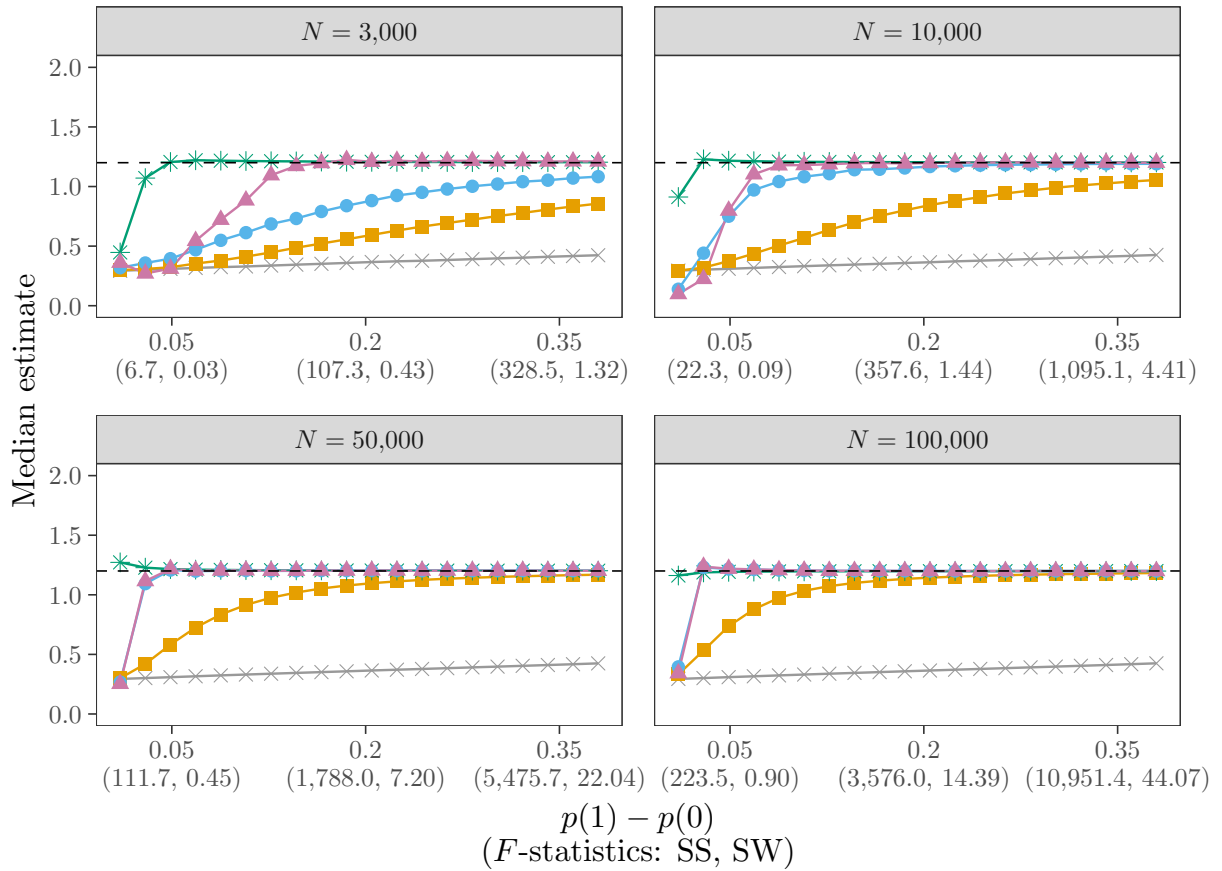 N = 3,000
N = 10,000
Median estimate
2.0
1.5
1.0
0.5
0.0
0.05 0.2 0.35
(6.7, 0.03) (107.3, 0.43) (328.5, 1.32)
0.05 0.2 0.35
(22.3, 0.09) (357.6, 1.44) (1,095.1, 4.41)
N = 50,000
N = 100,000
2.0
1.5
1.0
0.5
0.0
0.05 0.2 0.35
(111.7, 0.45) (1,788.0, 7.20) (5,475.7, 22.04)
0.05 0.2 0.35
(223.5, 0.90) (3,576.0, 14.39) (10,951.4, 44.07)
p(1) − p(0)
(F-statistics: SS, SW)